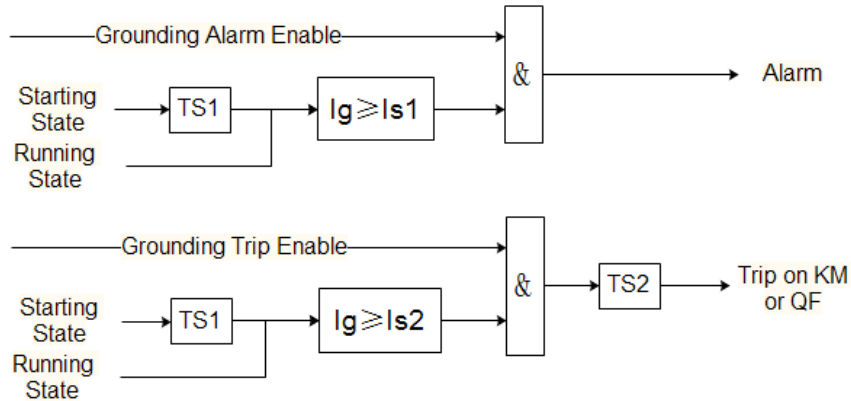 Grounding Alarm Enable
Starting
State
TS1
Ig≥Is1
&
Alarm
Running
State
Grounding Trip Enable
Starting
State
TS1
Ig≥Is2
&
TS2
Trip on KM
or QF
Running
State